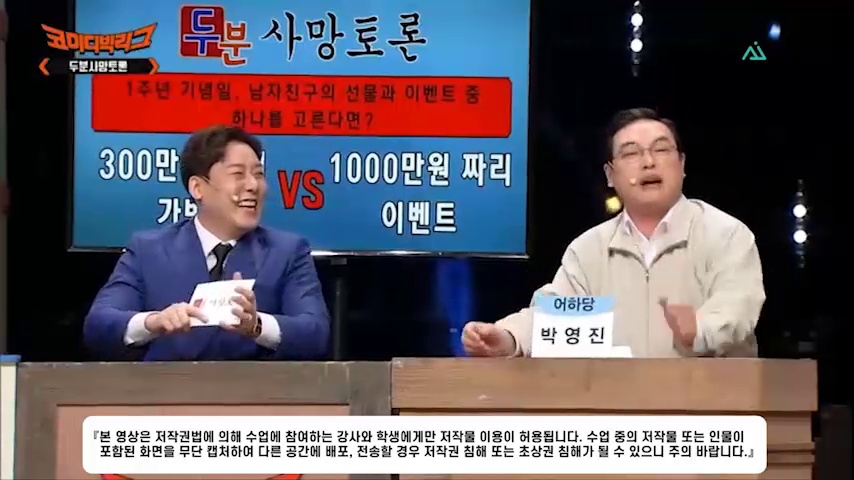 코미디빅리그
두분사망토론
두분 사망토론
AI
1주년 기념일, 남자친구의 선물과 이벤트 중
하나를 고른다면?
300만
VS
1000만원 짜리
이벤트
어하당
박영진
『본 영상은 저작권법에 의해 수업에 참여하는 강사와 학생에게만 저작물 이용이 허용됩니다. 수업 중의 저작물 또는 인물이
포함된 화면을 무단 캡처하여 다른 공간에 배포, 전송할 경우 저작권 침해 또는 초상권 침해가 될 수 있으니 주의 바랍니다.』